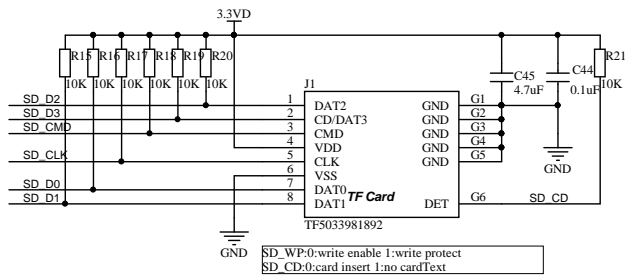 3.3VD
R15 R16 R17 R18 R19 R20
10K 10K 10K 10K 10K 10K
C45
4.7uF
C44
0.1uF
R21
10K
J1
SD_D2 1 DAT2 GND G1
SD_D3 2 CD/DAT3 GND G2
SD_CMD 3 CMD GND G3
4 VDD GND G4
SD_CLK 5 CLK GND G5
6 VSS
SD_D0 7 DAT0
SD_D1 8 DAT1 TF Card DET G6 SD_CD
TF5033981892
GND
GND
SD_WP:0:write enable 1:write protect
SD_CD:0:card insert 1:no cardText